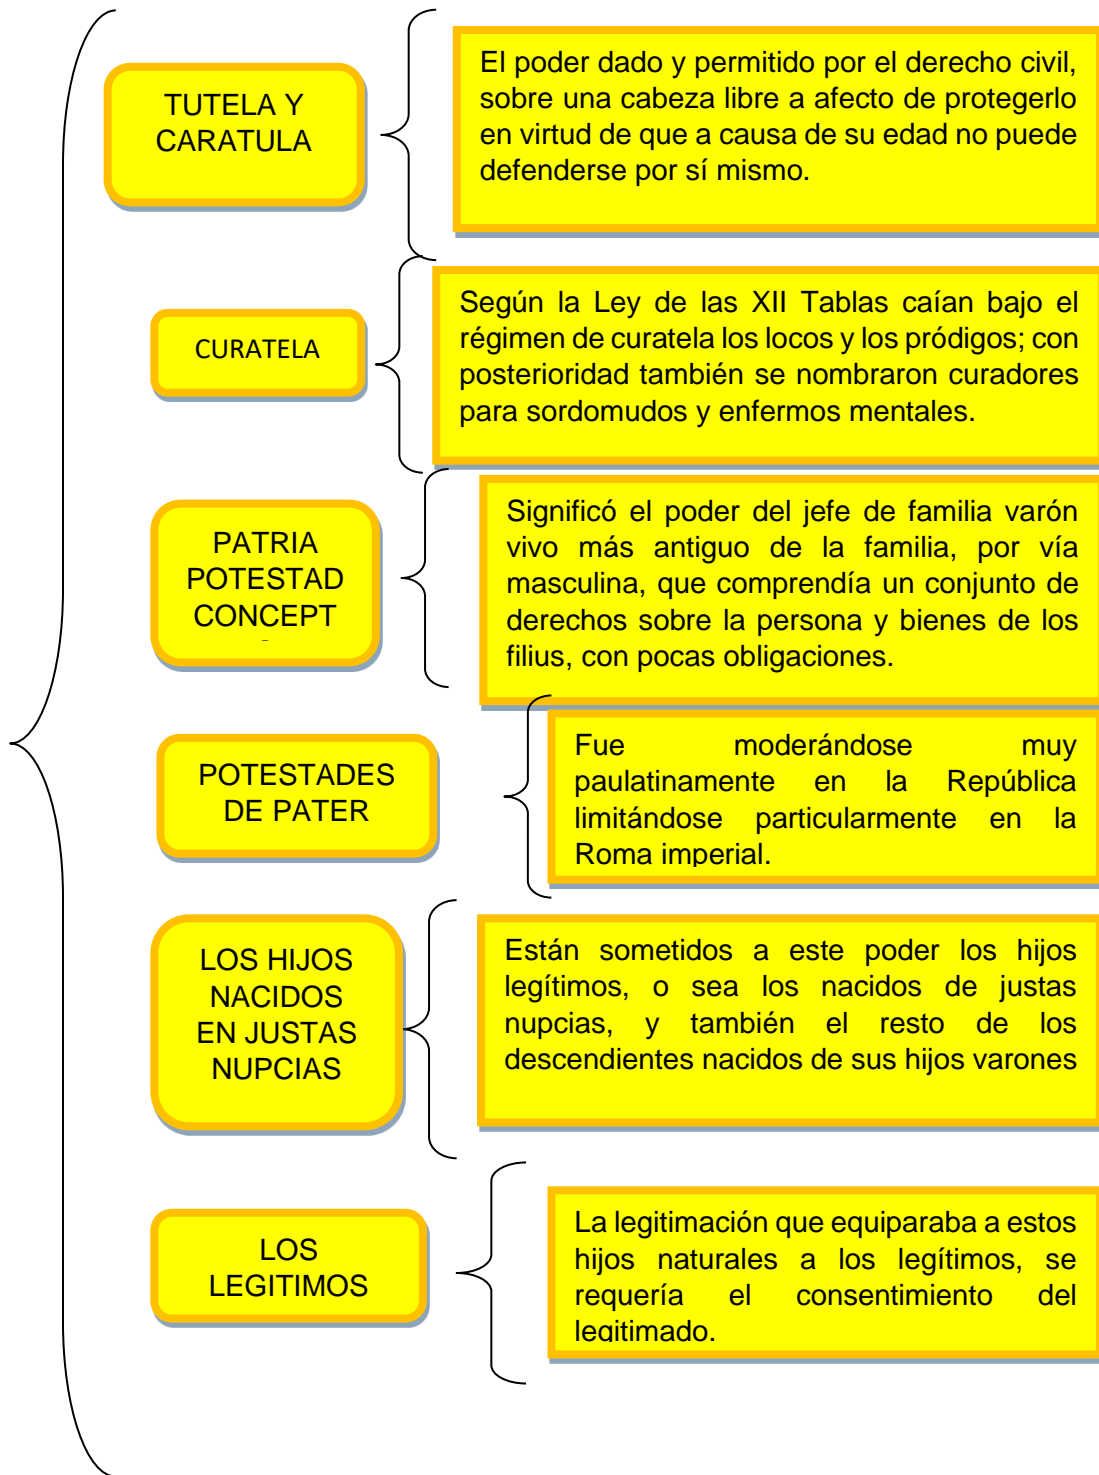 TUTELA Y
CARATULA
El poder dado y permitido por el derecho civil,
sobre una cabeza libre a afecto de protegerlo
en virtud de que a causa de su edad no puede
defenderse por sí mismo.
CURATELA
Según la Ley de las XII Tablas caían bajo el
régimen de curatela los locos y los pródigos; con
posterioridad también se nombraron curadores
para sordomudos y enfermos mentales.
PATRIA
POTESTAD
CONCEPT
Significó el poder del jefe de familia varón
vivo más antiguo de la familia, por vía
masculina, que comprendía un conjunto de
derechos sobre la persona y bienes de los
filius, con pocas obligaciones.
POTESTADES
DE PATER
Fue moderándose muy
paulatinamente en la República
limitándose particularmente en la
Roma imperial.
LOS HIJOS
NACIDOS
EN JUSTAS
NUPCIAS
Están sometidos a este poder los hijos
legítimos, o sea los nacidos de justas
nupcias, y también el resto de los
descendientes nacidos de sus hijos varones
LOS
LEGITIMOS
La legitimación que equiparaba a estos
hijos naturales a los legítimos, se
requería el consentimiento del
legitimado.